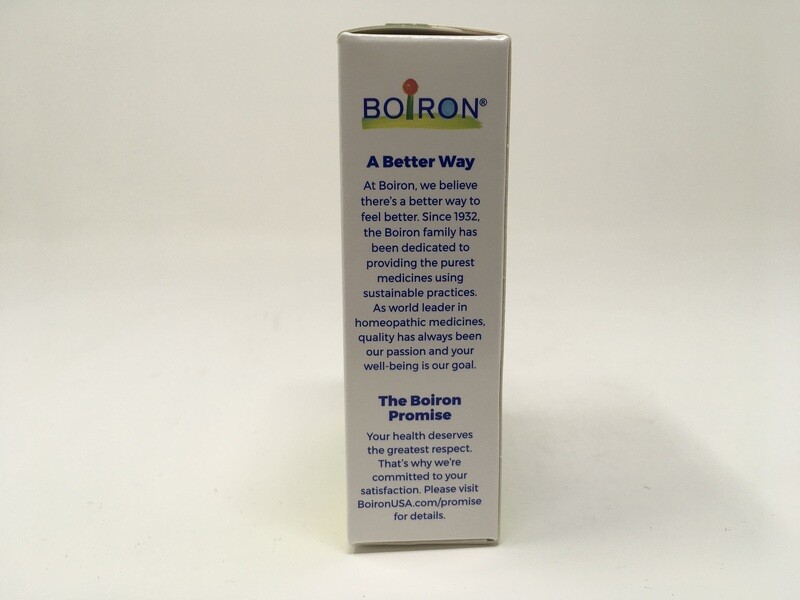 BOIRON®
A Better Way
At Boiron, we believe
there's a better way to
feel better. Since 1932,
the Boiron family has
been dedicated to
providing the purest
medicines using
sustainable practices.
As world leader in
homeopathic medicines,
quality has always been
our passion and your
well-being is our goal.
The Boiron
Promise
Your health deserves
the greatest respect.
That's why we're
committed to your
satisfaction. Please visit
BoironUSA.com/promise
for details.